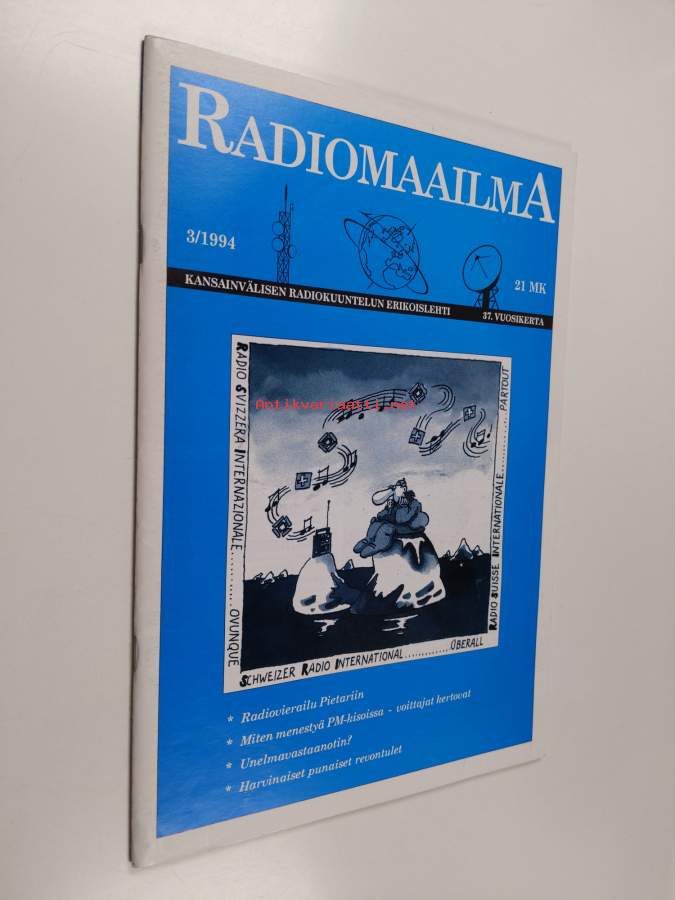 RADIOMAAILMA
3/1994
21 MK
KANSAINVÄLISEN RADIOKUUNTELUN ERIKOISLEHTI
37. VUOSIKERTA
RADIO SVIZZERA INTERNAZIONALE..........OVUNQUE
Antikvariaatti.net
RADIO SUISSE INTERNATIONALE..........PARTOUT
SCHWEIZER RADIO INTERNATIONAL..............ÜBERALL
* Radiovierailu Pietariin
* Miten menestyä PM-kisoissa - voittajat kertovat
* Unelmavastaanotin?
* Harvinaiset punaiset revontulet